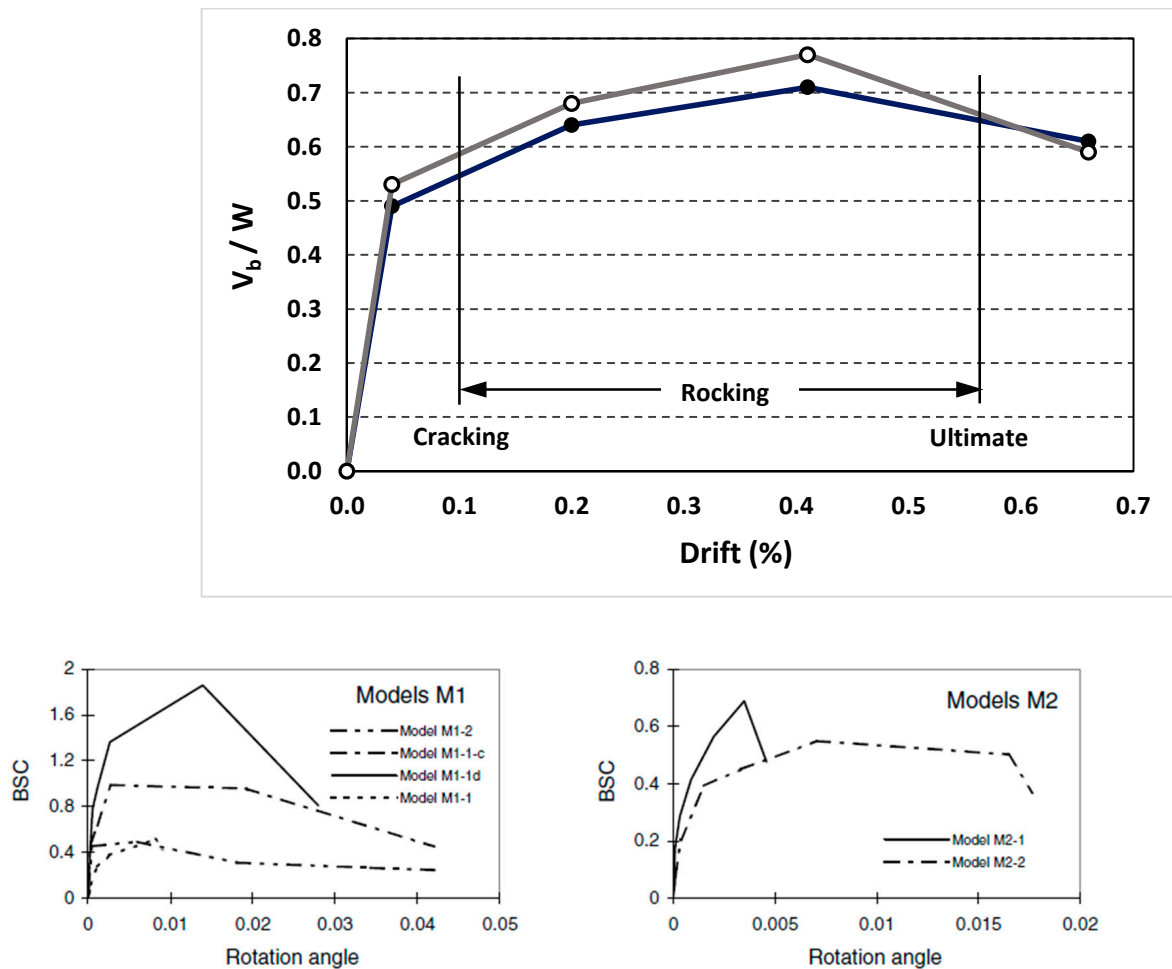 0.8
0.7
0.6
0.5
0.4
0.3
0.2
0.1
0.0
V_b / W
Rocking
Cracking
Ultimate
0.0 0.1 0.2 0.3 0.4 0.5 0.6 0.7
Drift (%)
2
1.6
1.2
0.8
0.4
0
BSC
Models M1
Model M1-2
Model M1-1-c
Model M1-1d
Model M1-1
0 0.01 0.02 0.03 0.04 0.05
Rotation angle
0.8
0.6
0.4
0.2
0
BSC
Models M2
Model M2-1
Model M2-2
0 0.005 0.01 0.015 0.02
Rotation angle